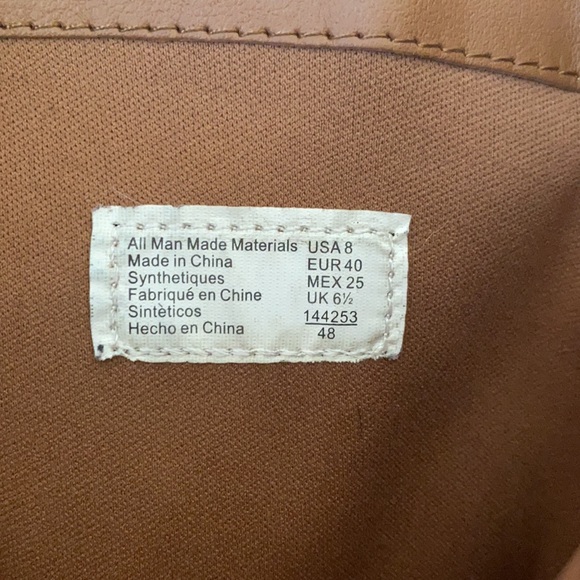 All Man Made Materials USA 8
Made in China EUR 40
Synthetiques MEX 25
Fabriqué en Chine UK 6½
Sintèticos 144253
Hecho en China 48